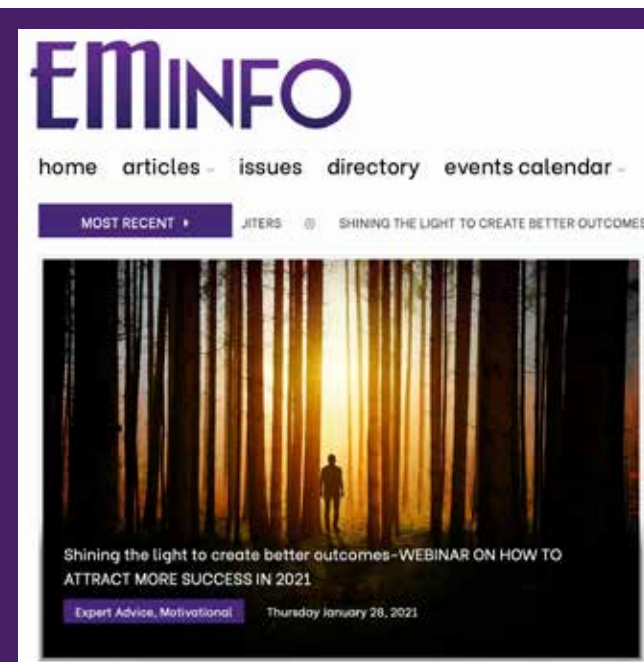 EMINFO
home articles issues directory events calendar
MOST RECENT JITERS SHINING THE LIGHT TO CREATE BETTER OUTCOMES
Shining the light to create better outcomes-WEBINAR ON HOW TO
ATTRACT MORE SUCCESS IN 2021
Expert Advice, Motivational Thursday January 28, 2021